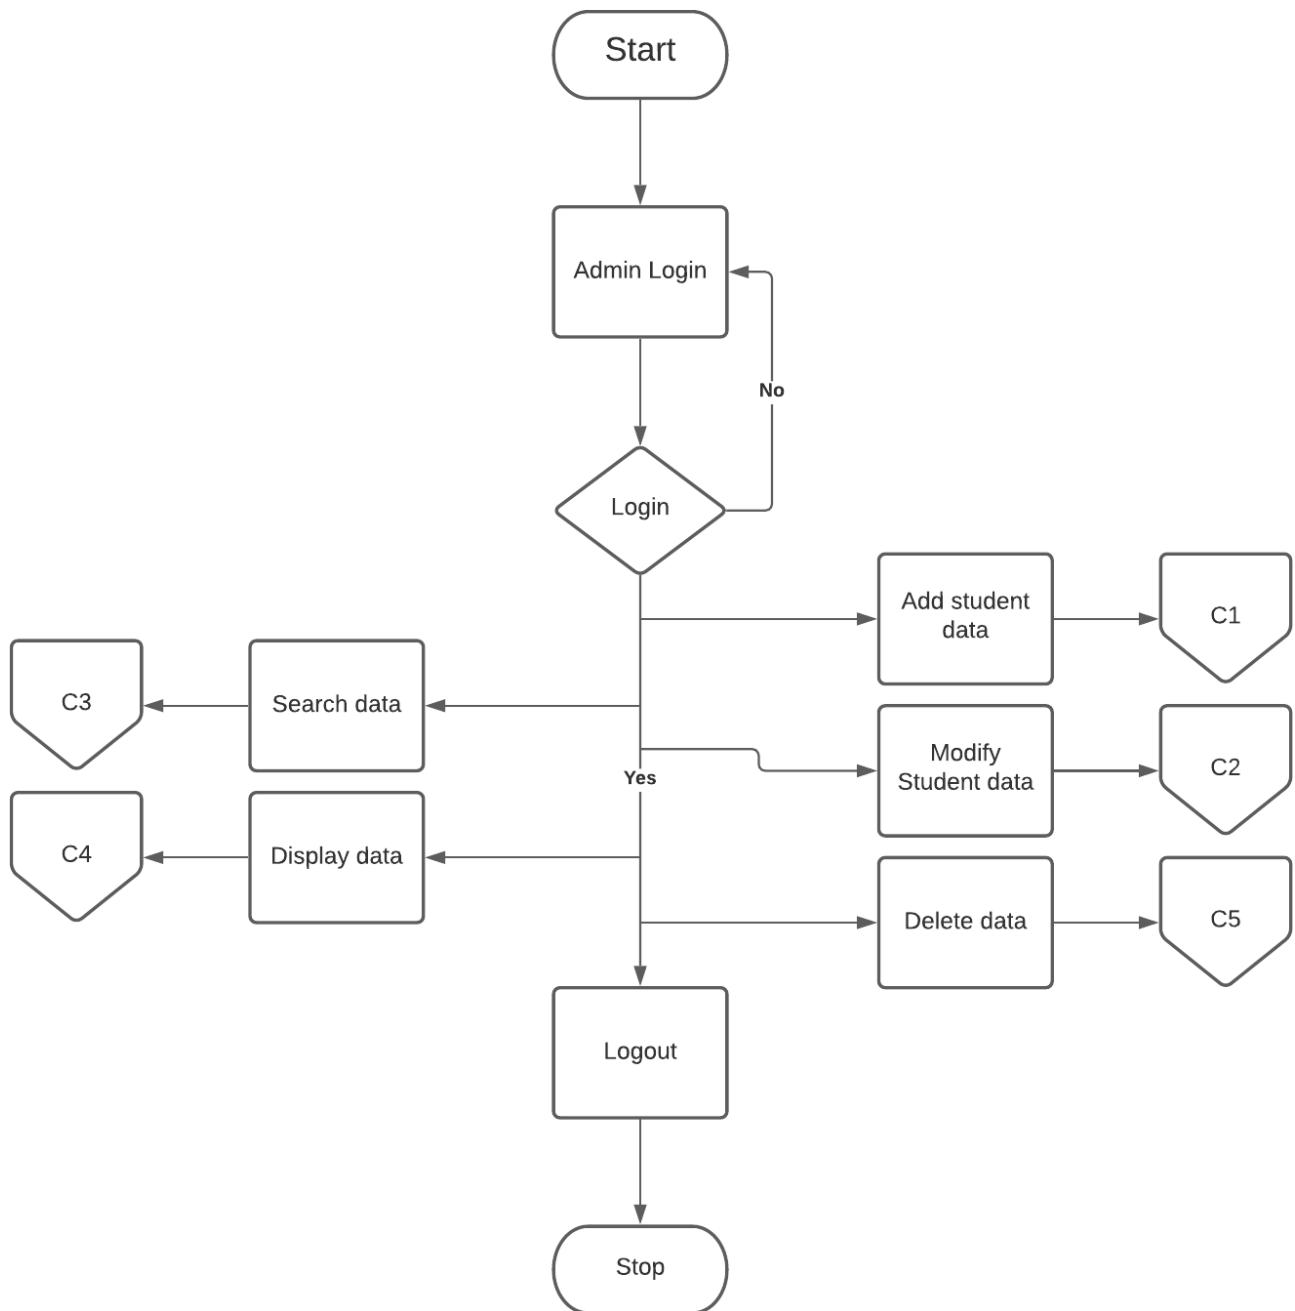 Start
Admin Login
No
Login
Add student
data
C1
C3
Search data
Modify
Student data
C2
Yes
C4
Display data
Delete data
C5
Logout
Stop